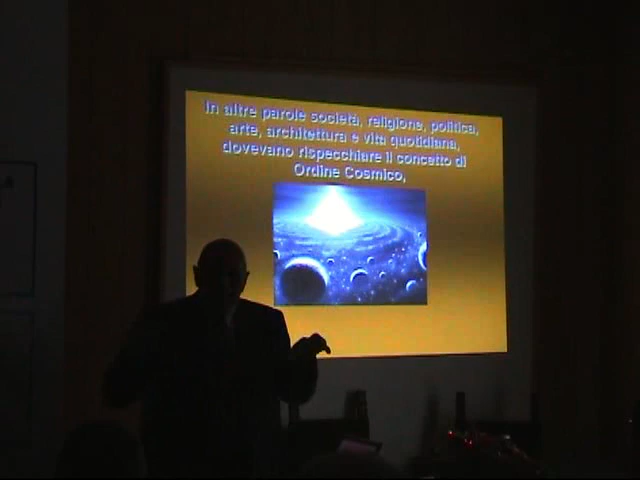 In altre parole società, religione, politica,
arte, architettura e vita quotidiana,
dovevano rispecchiare il concetto di
Ordine Cosmico,